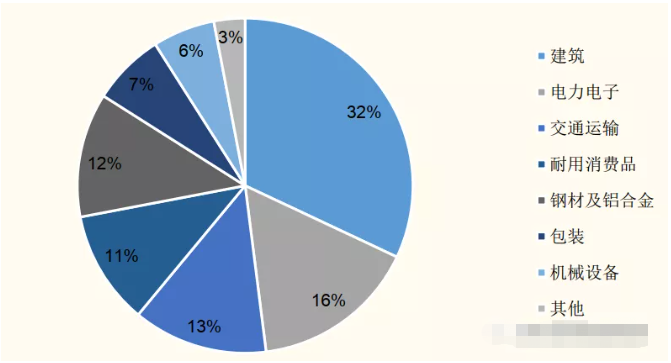 32%
16%
13%
11%
12%
7%
6%
3%
建筑
电力电子
交通运输
耐用消费品
钢材及铝合金
包装
机械设备
其他